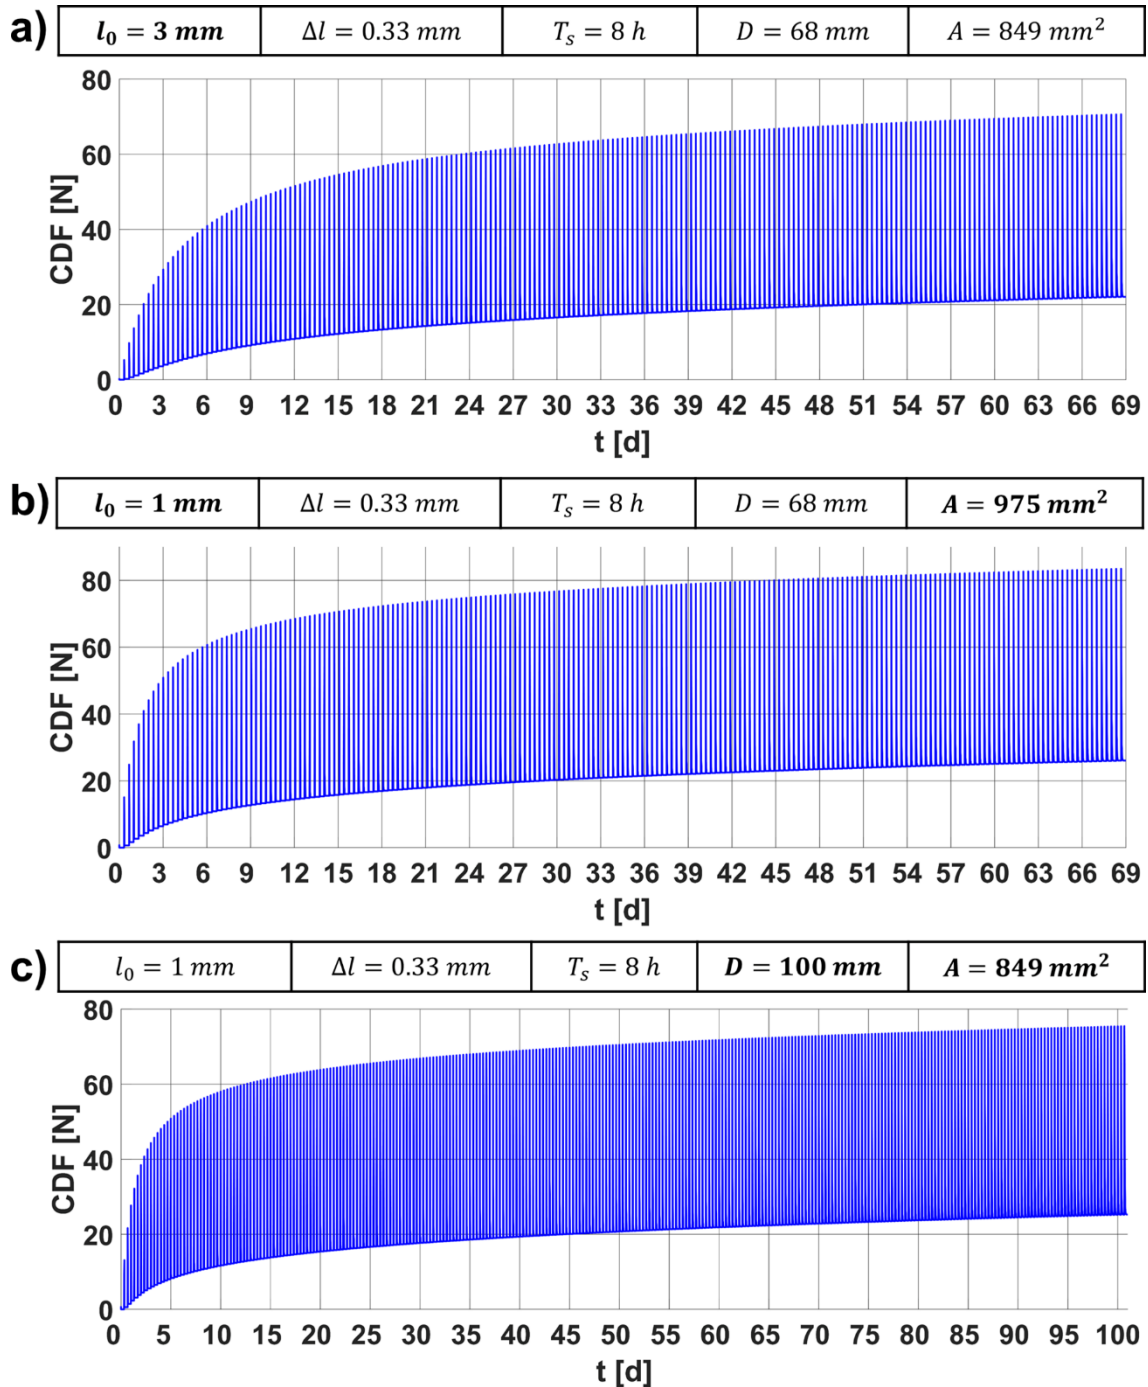 a) l₀ = 3 mm Δl = 0.33 mm Tₛ = 8 h D = 68 mm A = 849 mm²
80
60
40
20
0
CDF [N]
0 3 6 9 12 15 18 21 24 27 30 33 36 39 42 45 48 51 54 57 60 63 66 69
t [d]
b) l₀ = 1 mm Δl = 0.33 mm Tₛ = 8 h D = 68 mm A = 975 mm²
80
60
40
20
0
CDF [N]
0 3 6 9 12 15 18 21 24 27 30 33 36 39 42 45 48 51 54 57 60 63 66 69
t [d]
c) l₀ = 1 mm Δl = 0.33 mm Tₛ = 8 h D = 100 mm A = 849 mm²
80
60
40
20
0
CDF [N]
0 5 10 15 20 25 30 35 40 45 50 55 60 65 70 75 80 85 90 95 100
t [d]